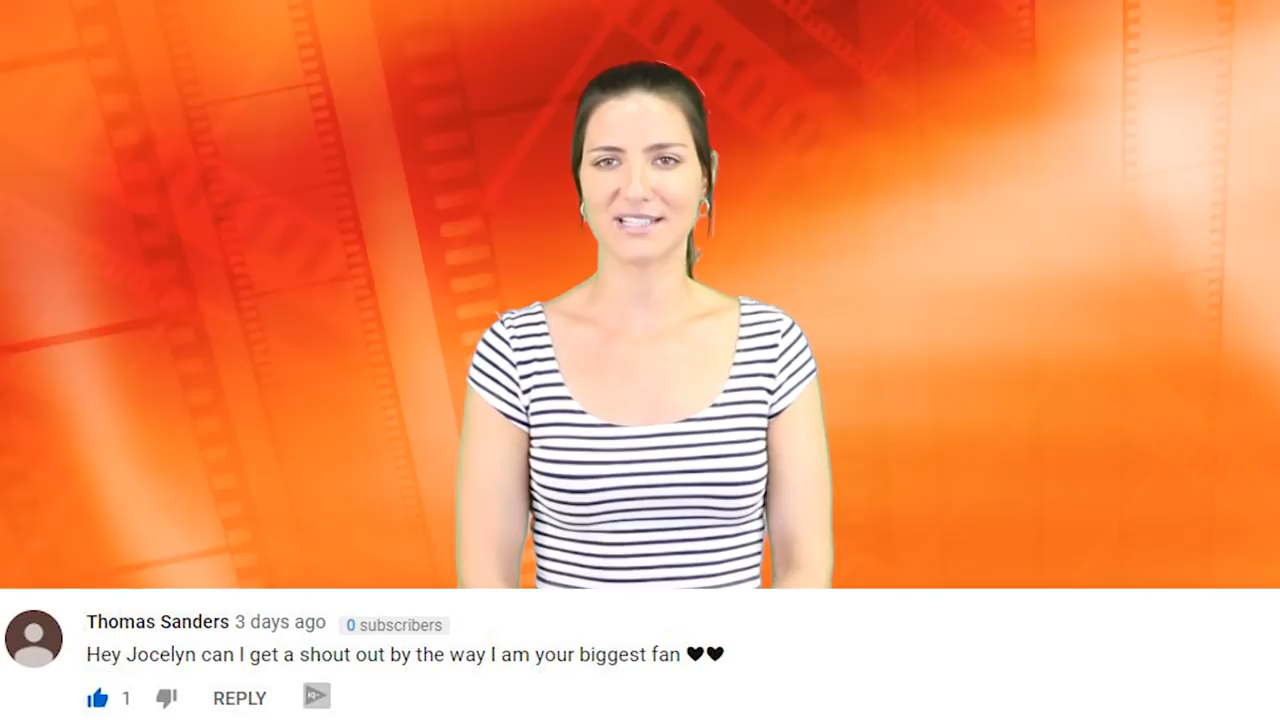 Thomas Sanders 3 days ago 0 subscribers
Hey Jocelyn can I get a shout out by the way I am your biggest fan 🖤🖤
1 REPLY IQ+